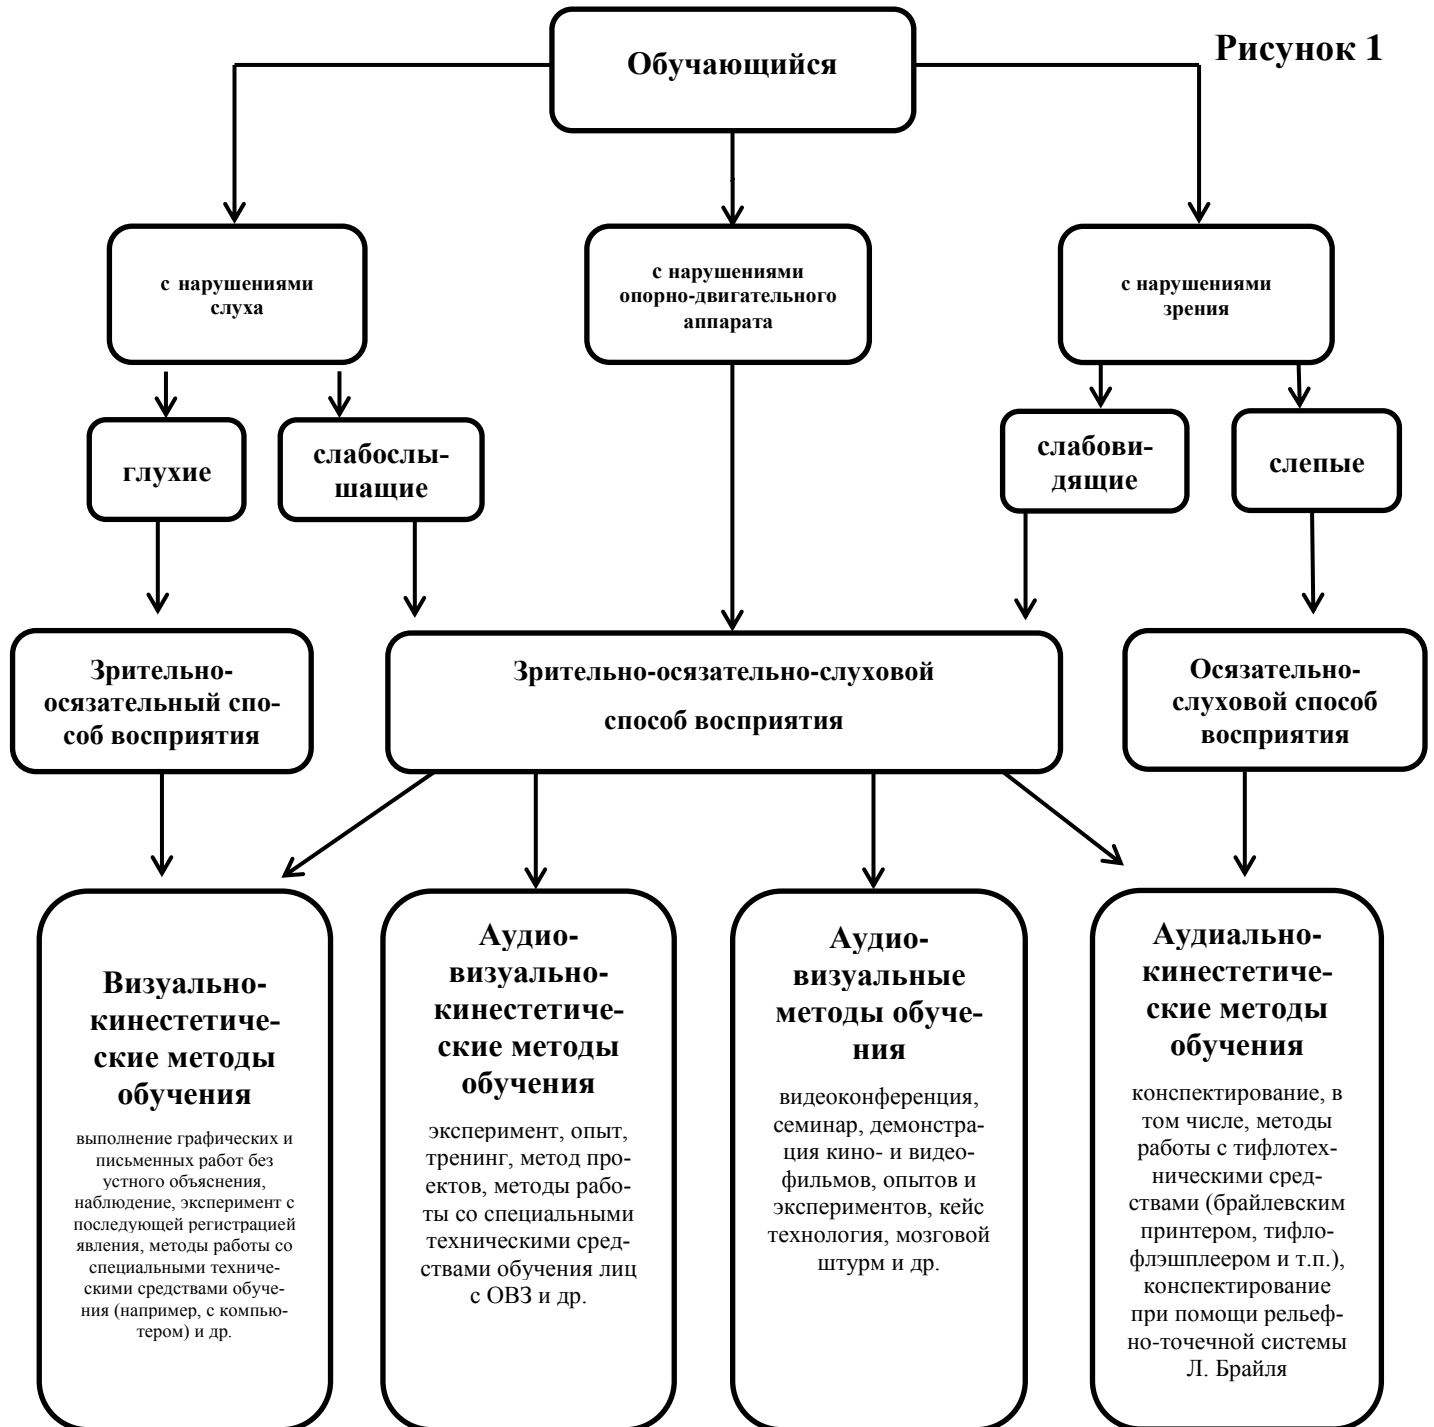 Обучающийся
Рисунок 1
с нарушениями
слуха
с нарушениями
опорно-двигательного
аппарата
с нарушениями
зрения
глухие
слабослы-
шащие
слабови-
дящие
слепые
Зрительно-
осязательный спо-
соб восприятия
Зрительно-осязательно-слуховой
способ восприятия
Осязательно-
слуховой способ
восприятия
Визуально-
кинестетиче-
ские методы
обучения
выполнение графических и
письменных работ без
устного объяснения,
наблюдение, эксперимент с
последующей регистрацией
явления, методы работы со
специальными техниче-
скими средствами обуче-
ния (например, с компью-
тером) и др.
Аудио-
визуально-
кинестетиче-
ские методы
обучения
эксперимент, опыт,
тренинг, метод про-
ектов, методы рабо-
ты со специальными
техническими сред-
ствами обучения лиц
с ОВЗ и др.
Аудио-
визуальные
методы обуче-
ния
видеоконференция,
семинар, демонстра-
ция кино- и видео-
фильмов, опытов и
экспериментов, кейс
технология, мозговой
штурм и др.
Аудиально-
кинестетиче-
ские методы
обучения
конспектирование, в
том числе, методы
работы с тифлотех-
ническими сред-
ствами (брайлевским
принтером, тифло-
флэшплеером и т.п.),
конспектирование
при помощи рельеф-
но-точечной системы
Л. Брайля